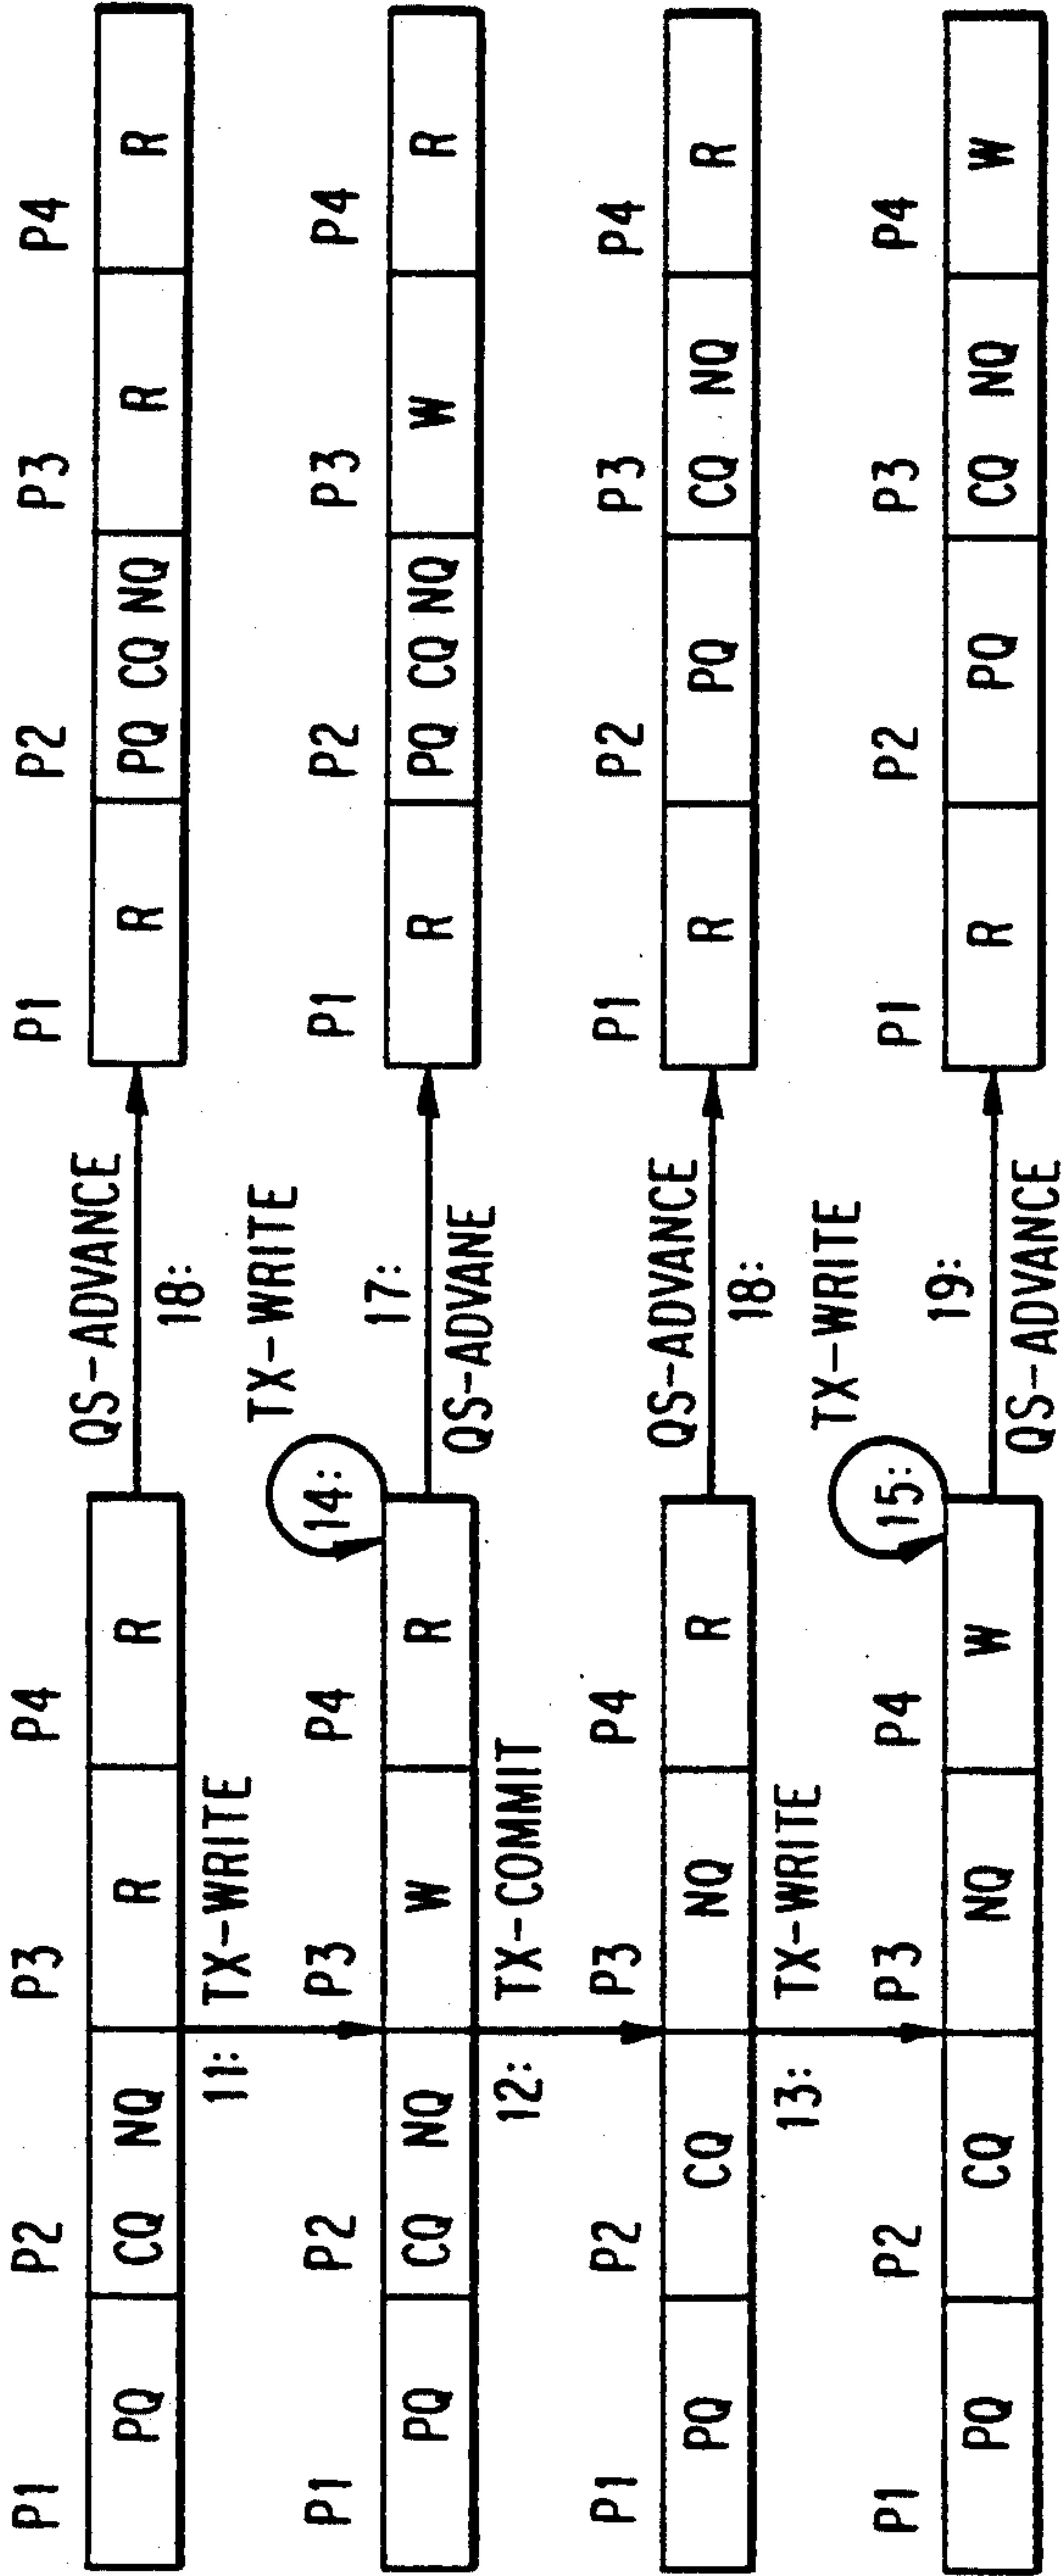 P1 P2 P3 P4 P1 P2 P3 P4
PQ CQ NQ R R QS-ADVANCE R PQ CQ NQ R R
18:
11: TX-WRITE
TX-WRITE
14:
P1 P2 P3 P4 17: P1 P2 P3 P4
PQ CQ NQ W R QS-ADVANE R PQ CQ NQ W R
12: TX-COMMIT
P1 P2 P3 P4 P1 P2 P3 P4
PQ CQ NQ R QS-ADVANCE R PQ CQ NQ R
18:
13: TX-WRITE
TX-WRITE
15:
P1 P2 P3 P4 19: P1 P2 P3 P4
PQ CQ NQ W QS-ADVANCE R PQ CQ NQ W